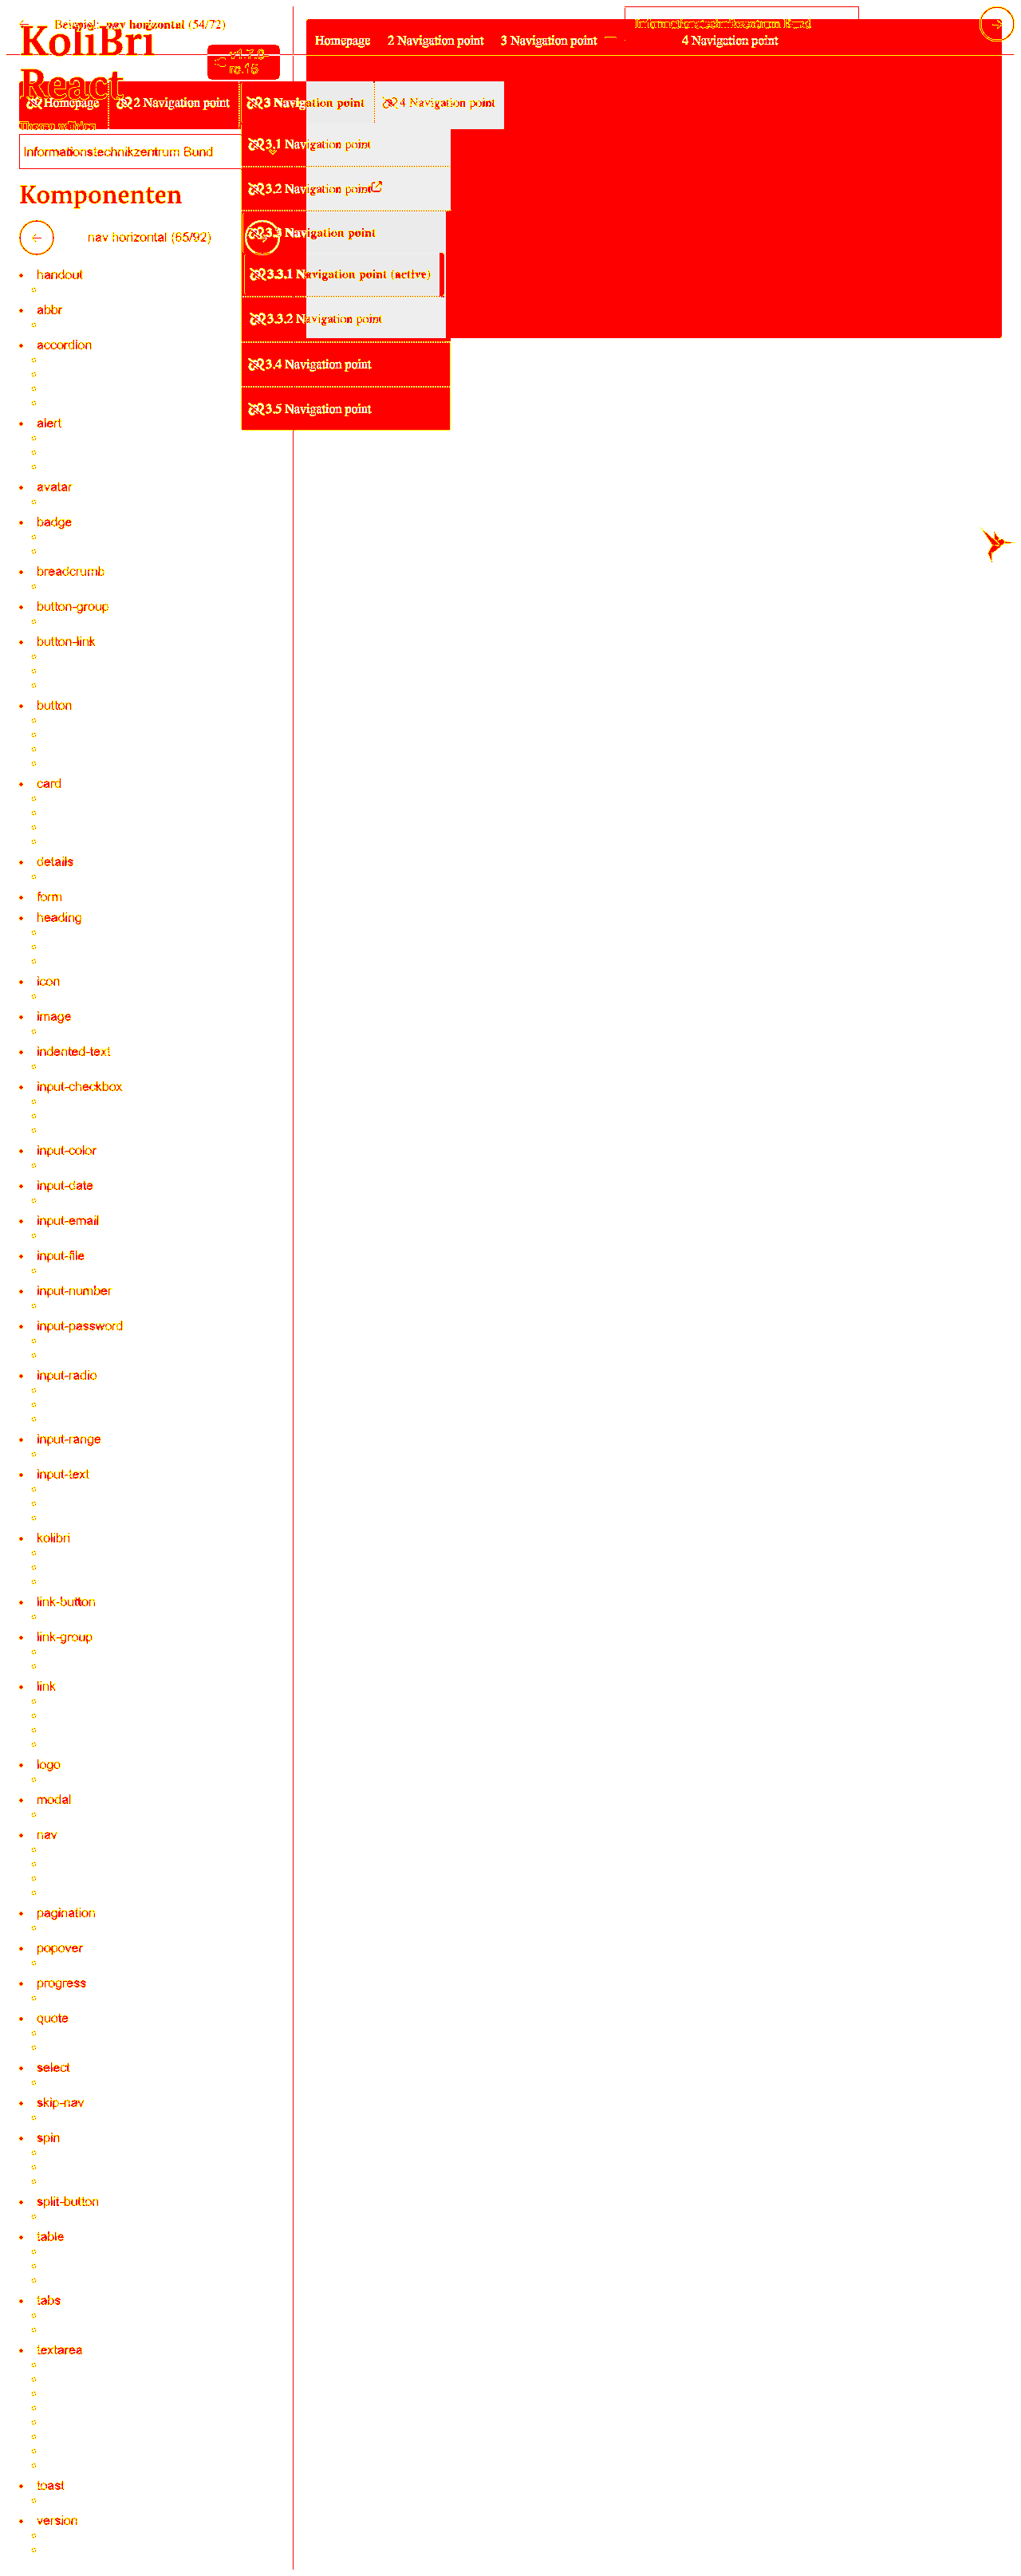 Beispiel: nav horizontal (54/72)
KoliBri
React
Homepage 2 Navigation point 3 Navigation point 4 Navigation point
Homepage 2 Navigation point 3 Navigation point 4 Navigation point
3.1 Navigation point
Informationstechnikzentrum Bund
3.2 Navigation point
Komponenten
3.3 Navigation point
nav horizontal (65/92)
3.3.1 Navigation point (active)
3.3.2 Navigation point
3.4 Navigation point
3.5 Navigation point
handout
abbr
accordion
alert
avatar
badge
breadcrumb
button-group
button-link
button
card
details
form
heading
icon
image
indented-text
input-checkbox
input-color
input-date
input-email
input-file
input-number
input-password
input-radio
input-range
input-text
kolibri
link-button
link-group
link
logo
modal
nav
pagination
popover
progress
quote
select
skip-nav
spin
split-button
table
tabs
textarea
toast
version